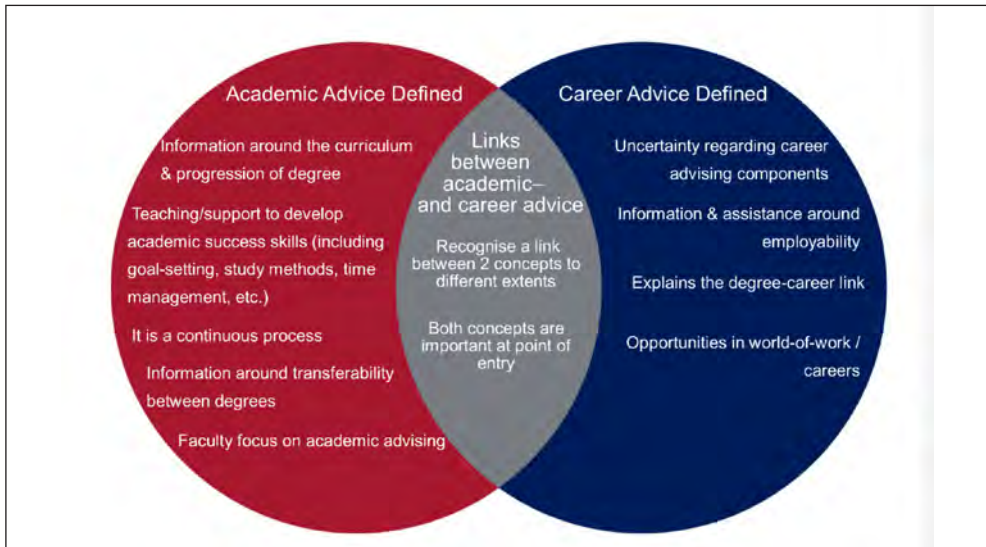 Academic Advice Defined
Information around the curriculum
& progression of degree
Teaching/support to develop
academic success skills (including
goal-setting, study methods, time
management, etc.)
It is a continuous process
Information around transferability
between degrees
Faculty focus on academic advising
Links
between
academic–
and career advice
Recognise a link
between 2 concepts to
different extents
Both concepts are
important at point of
entry
Career Advice Defined
Uncertainty regarding career
advising components
Information & assistance around
employability
Explains the degree-career link
Opportunities in world-of-work /
careers